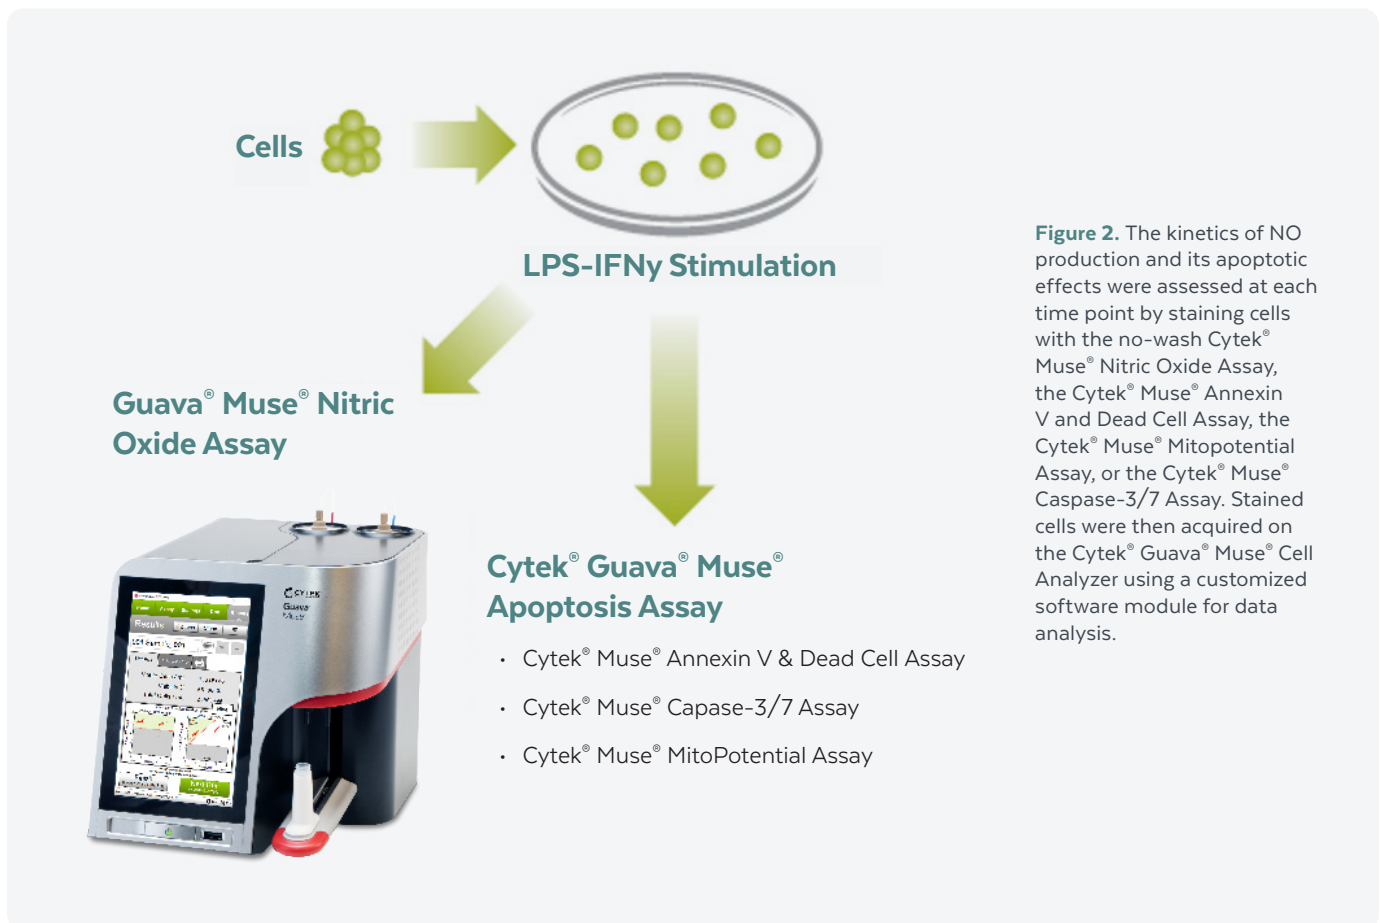 Cells
LPS-IFNy Stimulation
Guava® Muse® Nitric
Oxide Assay
CYTEK
Guava
Muse
Results
Cytek® Guava® Muse®
Apoptosis Assay
• Cytek® Muse® Annexin V & Dead Cell Assay
• Cytek® Muse® Capase-3/7 Assay
• Cytek® Muse® MitoPotential Assay
Figure 2. The kinetics of NO
production and its apoptotic
effects were assessed at each
time point by staining cells
with the no-wash Cytek®
Muse® Nitric Oxide Assay,
the Cytek® Muse® Annexin
V and Dead Cell Assay, the
Cytek® Muse® Mitopotential
Assay, or the Cytek® Muse®
Caspase-3/7 Assay. Stained
cells were then acquired on
the Cytek® Guava® Muse® Cell
Analyzer using a customized
software module for data
analysis.